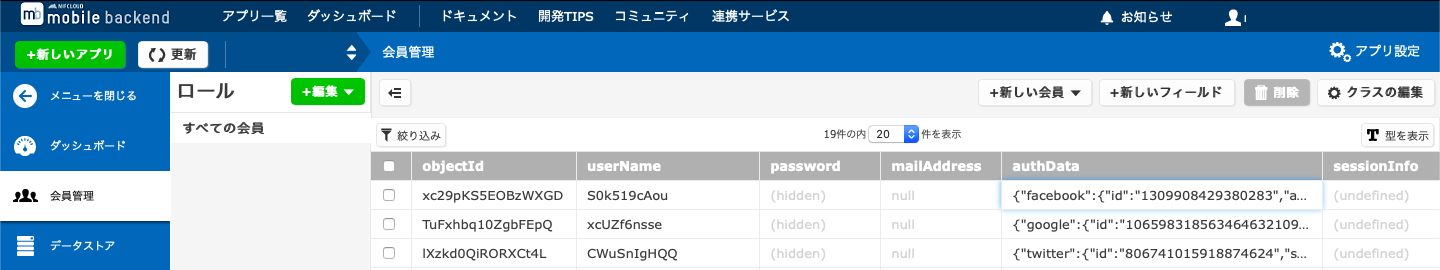 NIFCLOUD
mb mobile backend アプリ一覧 ダッシュボード ドキュメント 開発TIPS コミュニティ 連携サービス お知らせ
+新しいアプリ 更新 会員管理 アプリ設定
メニューを閉じる ロール +編集 +新しい会員 +新しいフィールド 削除 クラスの編集
すべての会員
ダッシュボード 絞り込み 19件の内 20 件を表示 T 型を表示
objectId userName password mailAddress authData sessionInfo
会員管理 xc29pKS5EOBzWXGD S0k519cAou (hidden) null {"facebook":{"id":"1309908429380283","a... (undefined)
TuFxhbq10ZgbFEpQ xcUZf6nsse (hidden) null {"google":{"id":"106598318563464632109... (undefined)
データストア lXzkd0QiRORXCt4L CWuSnIgHQQ (hidden) null {"twitter":{"id":"806741015918874624","s... (undefined)